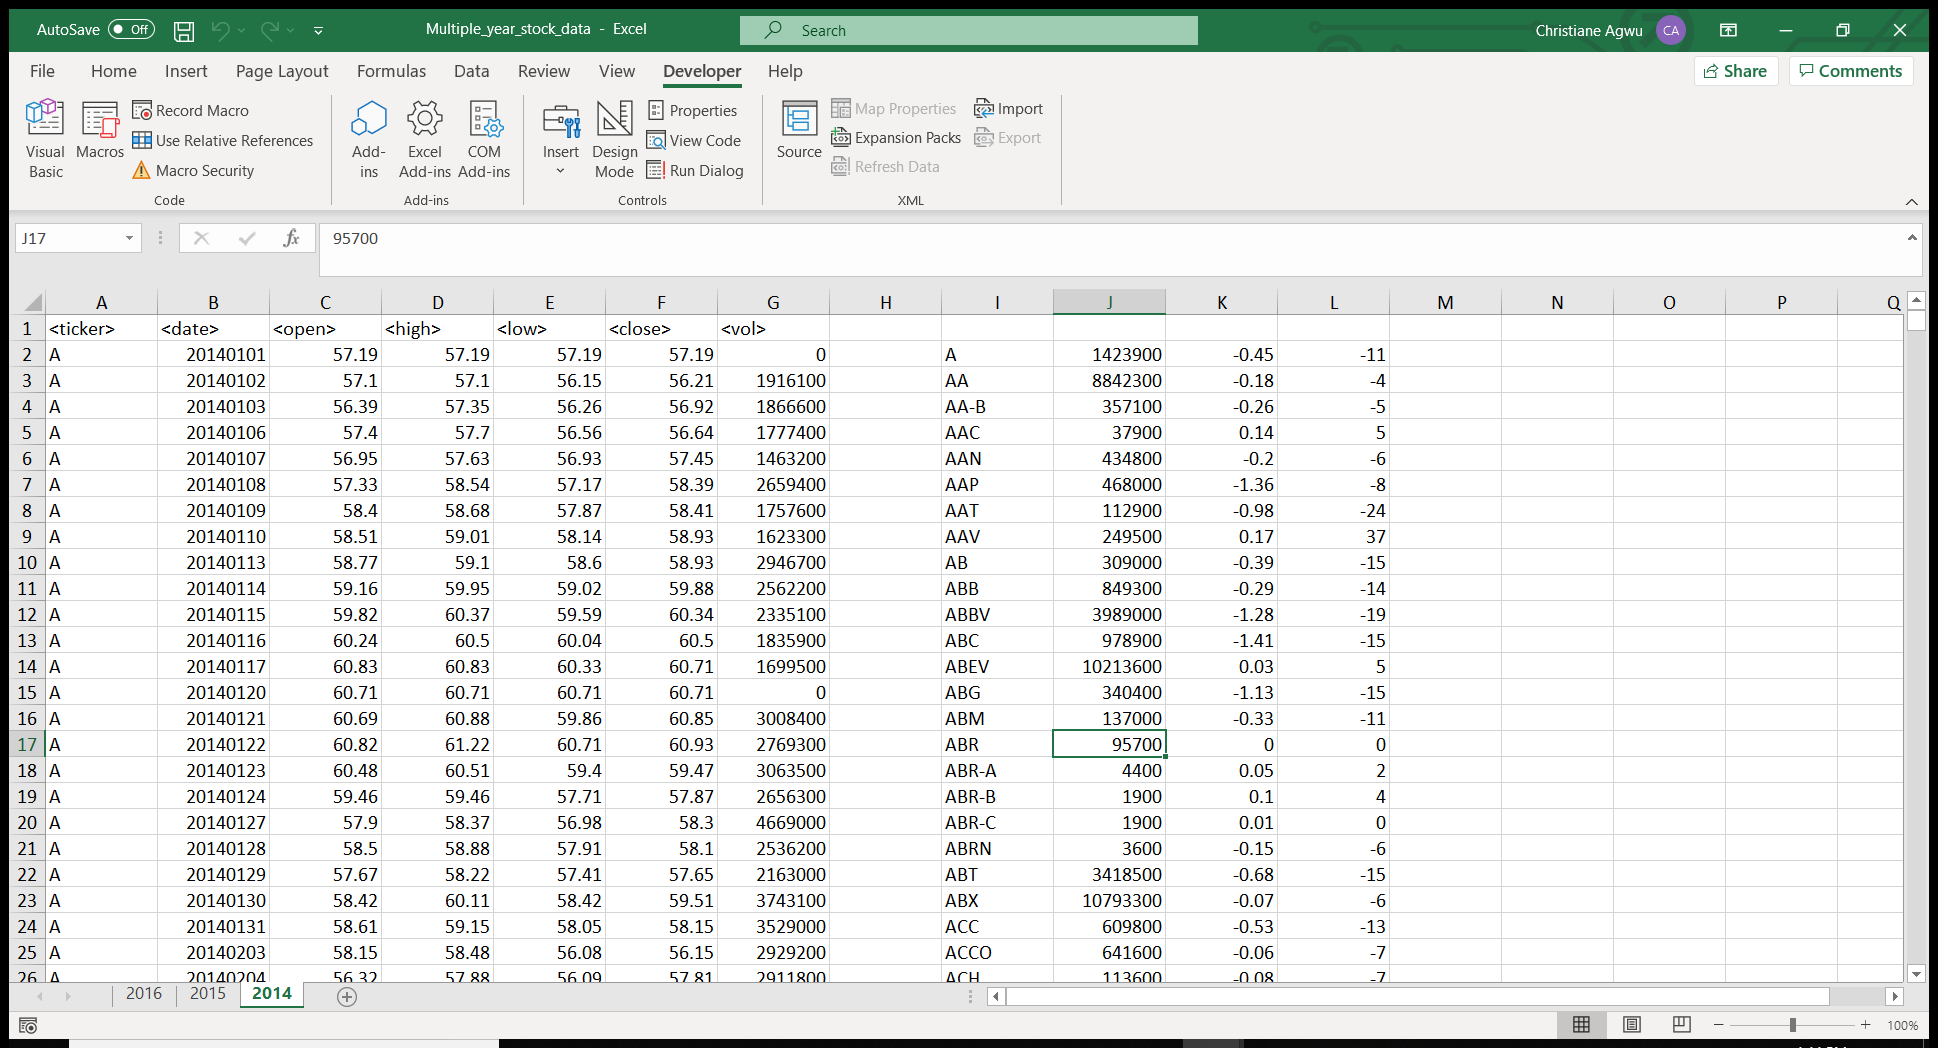 AutoSave Off Multiple_year_stock_data - Excel Search Christiane Agwu CA
File Home Insert Page Layout Formulas Data Review View Developer Help Share Comments
Visual Basic
Macros
Record Macro
Use Relative References
Macro Security
Code
Add-ins
Excel Add-ins
COM Add-ins
Add-ins
Insert
Design Mode
Properties
View Code
Run Dialog
Controls
Source
Map Properties
Expansion Packs
Refresh Data
Import
Export
XML
J17 fx 95700
A B C D E F G H I J K L M N O P Q
1 <ticker> <date> <open> <high> <low> <close> <vol>
2 A 20140101 57.19 57.19 57.19 57.19 0 A 1423900 -0.45 -11
3 A 20140102 57.1 57.1 56.15 56.21 1916100 AA 8842300 -0.18 -4
4 A 20140103 56.39 57.35 56.26 56.92 1866600 AA-B 357100 -0.26 -5
5 A 20140106 57.4 57.7 56.56 56.64 1777400 AAC 37900 0.14 5
6 A 20140107 56.95 57.63 56.93 57.45 1463200 AAN 434800 -0.2 -6
7 A 20140108 57.33 58.54 57.17 58.39 2659400 AAP 468000 -1.36 -8
8 A 20140109 58.4 58.68 57.87 58.41 1757600 AAT 112900 -0.98 -24
9 A 20140110 58.51 59.01 58.14 58.93 1623300 AAV 249500 0.17 37
10 A 20140113 58.77 59.1 58.6 58.93 2946700 AB 309000 -0.39 -15
11 A 20140114 59.16 59.95 59.02 59.88 2562200 ABB 849300 -0.29 -14
12 A 20140115 59.82 60.37 59.59 60.34 2335100 ABBV 3989000 -1.28 -19
13 A 20140116 60.24 60.5 60.04 60.5 1835900 ABC 978900 -1.41 -15
14 A 20140117 60.83 60.83 60.33 60.71 1699500 ABEV 10213600 0.03 5
15 A 20140120 60.71 60.71 60.71 60.71 0 ABG 340400 -1.13 -15
16 A 20140121 60.69 60.88 59.86 60.85 3008400 ABM 137000 -0.33 -11
17 A 20140122 60.82 61.22 60.71 60.93 2769300 ABR 95700 0 0
18 A 20140123 60.48 60.51 59.4 59.47 3063500 ABR-A 4400 0.05 2
19 A 20140124 59.46 59.46 57.71 57.87 2656300 ABR-B 1900 0.1 4
20 A 20140127 57.9 58.37 56.98 58.3 4669000 ABR-C 1900 0.01 0
21 A 20140128 58.5 58.88 57.91 58.1 2536200 ABRN 3600 -0.15 -6
22 A 20140129 57.67 58.22 57.41 57.65 2163000 ABT 3418500 -0.68 -15
23 A 20140130 58.42 60.11 58.42 59.51 3743100 ABX 10793300 -0.07 -6
24 A 20140131 58.61 59.15 58.05 58.15 3529000 ACC 609800 -0.53 -13
25 A 20140203 58.15 58.48 56.08 56.15 2929200 ACCO 641600 -0.06 -7
26 A 20140204 56.32 57.88 56.09 57.81 2911800 ACH 113600 -0.08 -7
2016 2015 2014
100%